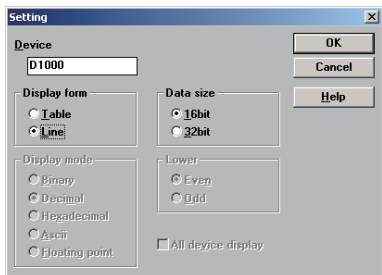 Setting
Device
D1000
Display form
Table
Line
Data size
16bit
32bit
Display mode
Binary
Decimal
Hexadecimal
Ascii
Floating point
Lower
Even
Odd
All device display
OK
Cancel
Help